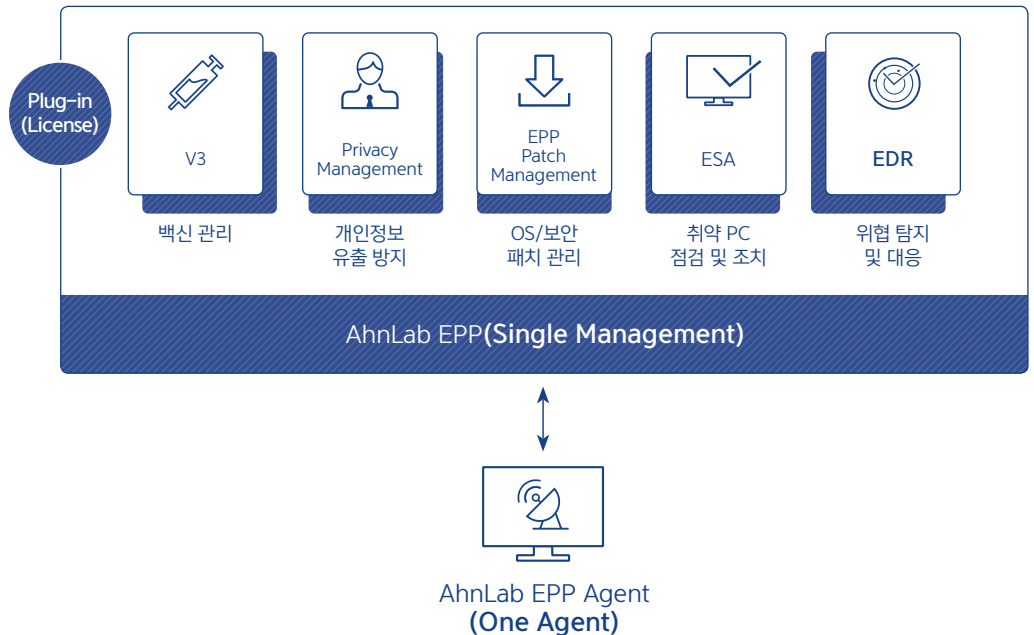 Plug-in
(License)
V3
Privacy
Management
EPP
Patch
Management
ESA
EDR
백신 관리
개인정보
유출 방지
OS/보안
패치 관리
취약 PC
점검 및 조치
위협 탐지
및 대응
AhnLab EPP(Single Management)
AhnLab EPP Agent
(One Agent)